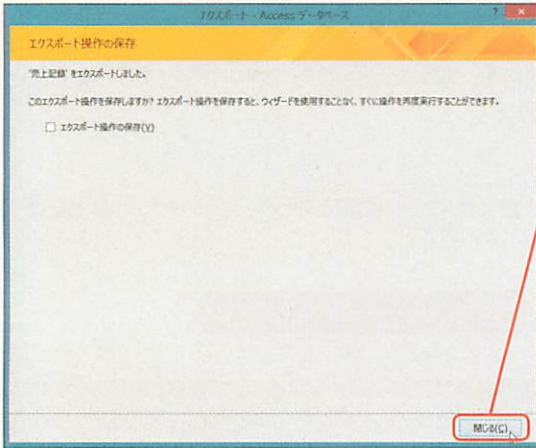 エクスポート - Access データベース
?
×
エクスポート操作の保存
'売上記録' をエクスポートしました。
このエクスポート操作を保存しますか? エクスポート操作を保存すると、ウィザードを使用することなく、すぐに操作を再度実行することができます。
エクスポート操作の保存(V)
閉じる(C)